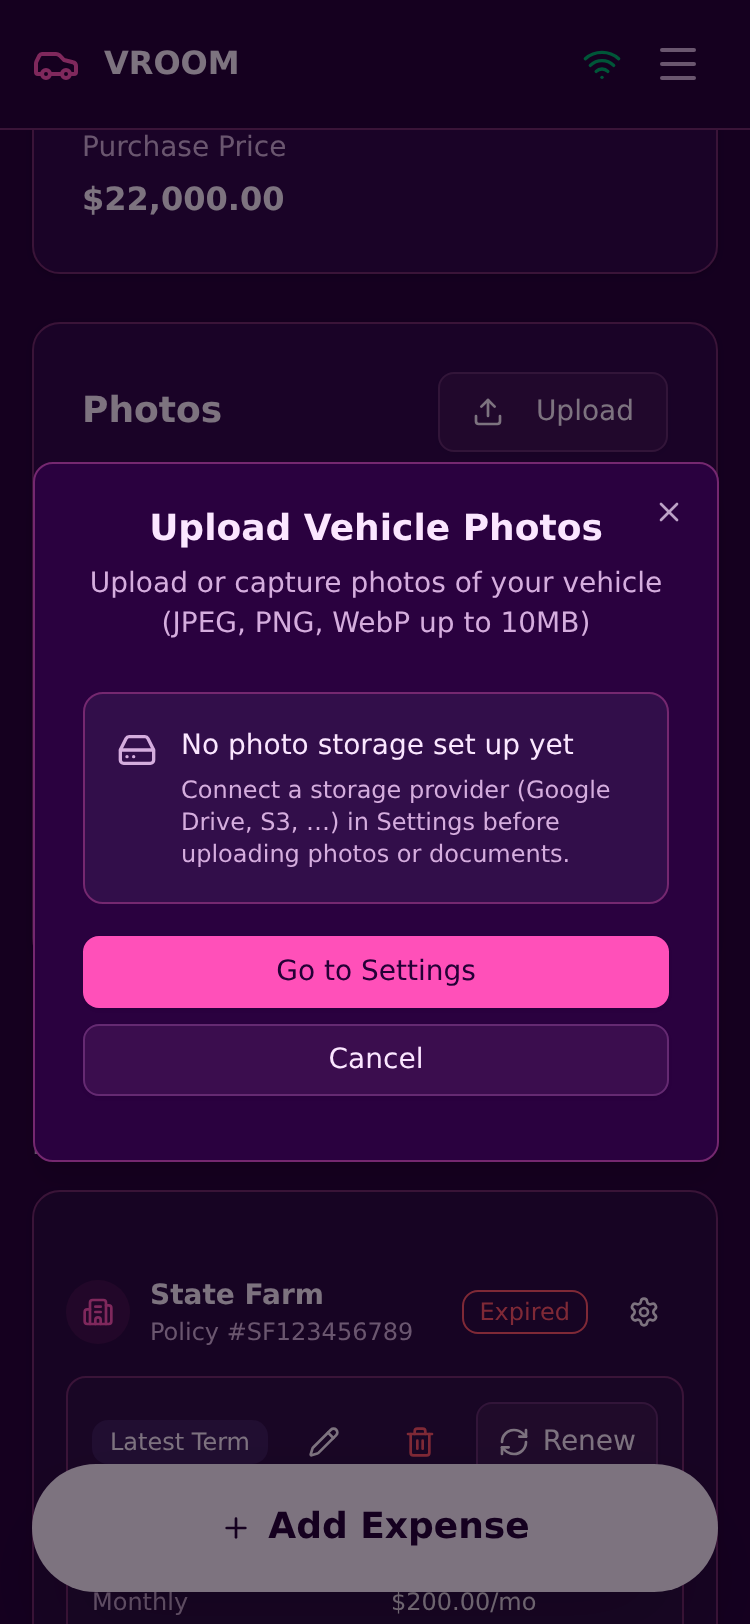 VROOM
Purchase Price
$22,000.00
Photos
Upload
Upload Vehicle Photos
Upload or capture photos of your vehicle
(JPEG, PNG, WebP up to 10MB)
No photo storage set up yet
Connect a storage provider (Google
Drive, S3, ...) in Settings before
uploading photos or documents.
Go to Settings
Cancel
State Farm
Expired
Policy #SF123456789
Latest Term
Renew
+ Add Expense
Monthly
$200.00/mo